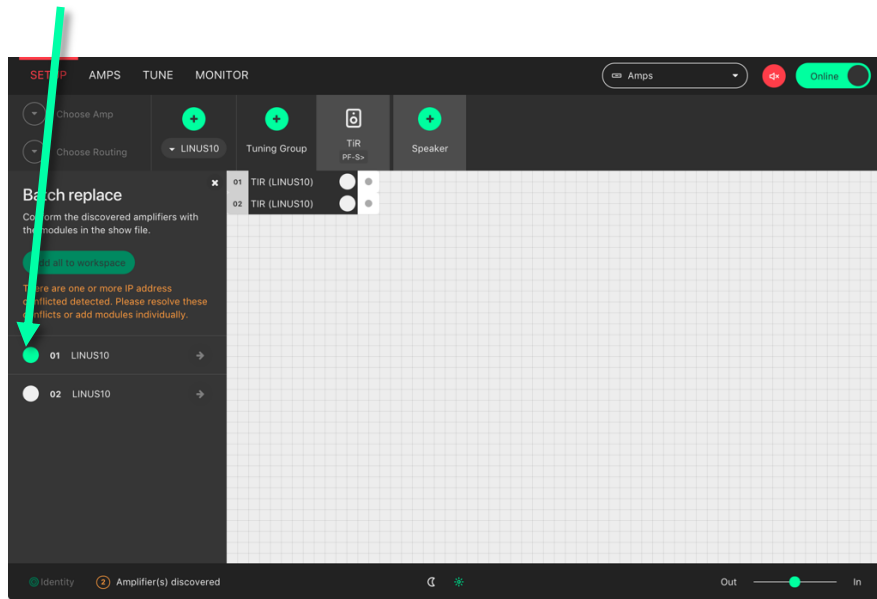 SETUP AMPS TUNE MONITOR Amps Online
Choose Amp
Choose Routing
LINUS10 Tuning Group TiR Speaker
PF-S>
Batch replace
Conform the discovered amplifiers with
the modules in the show file.
Add all to workspace
There are one or more IP address
conflicted detected. Please resolve these
conflicts or add modules individually.
01 LINUS10
02 LINUS10
01 TIR (LINUS10)
02 TIR (LINUS10)
Identity 2 Amplifier(s) discovered Out In